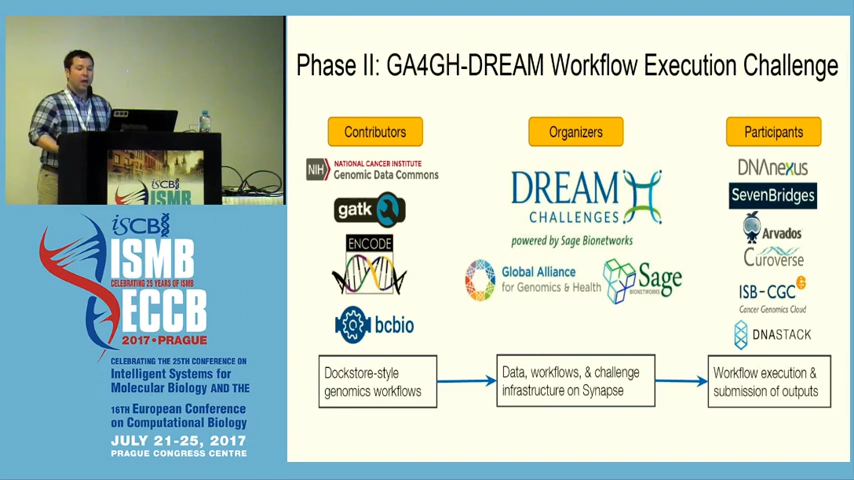 Phase II: GA4GH-DREAM Workflow Execution Challenge
Contributors
Organizers
Participants
NIH NATIONAL CANCER INSTITUTE
Genomic Data Commons
gatk
ENCODE
bcbio
DREAM
CHALLENGES
powered by Sage Bionetworks
Global Alliance
for Genomics & Health
Sage
BIONETWORKS
DNAnexus
SevenBridges
Arvados
Curoverse
ISB-CGC
Cancer Genomics Cloud
DNASTACK
Dockstore-style
genomics workflows
Data, workflows, & challenge
infrastructure on Synapse
Workflow execution &
submission of outputs
iSCB
ISMB
iSCB
ISMB
CELEBRATING 25 YEARS OF ISMB
ECCB
2017 • PRAGUE
CELEBRATING THE 25TH CONFERENCE ON
Intelligent Systems for
Molecular Biology AND THE
16TH European Conference
on Computational Biology
JULY 21-25, 2017
PRAGUE CONGRESS CENTRE